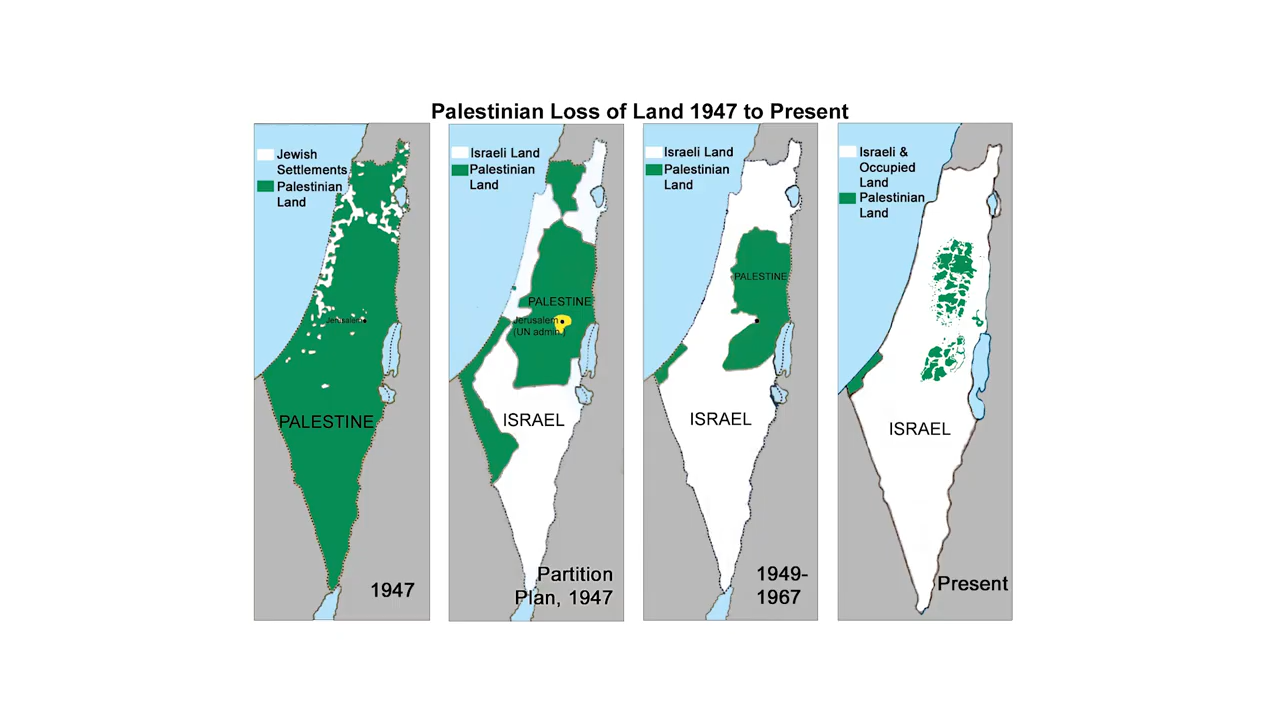 Palestinian Loss of Land 1947 to Present
Jewish
Settlements
Palestinian
Land
Jerusalem
PALESTINE
1947
Israeli Land
Palestinian
Land
PALESTINE
Jerusalem
(UN admin.)
ISRAEL
Partition
Plan, 1947
Israeli Land
Palestinian
Land
PALESTINE
ISRAEL
1949-
1967
Israeli &
Occupied
Land
Palestinian
Land
ISRAEL
Present